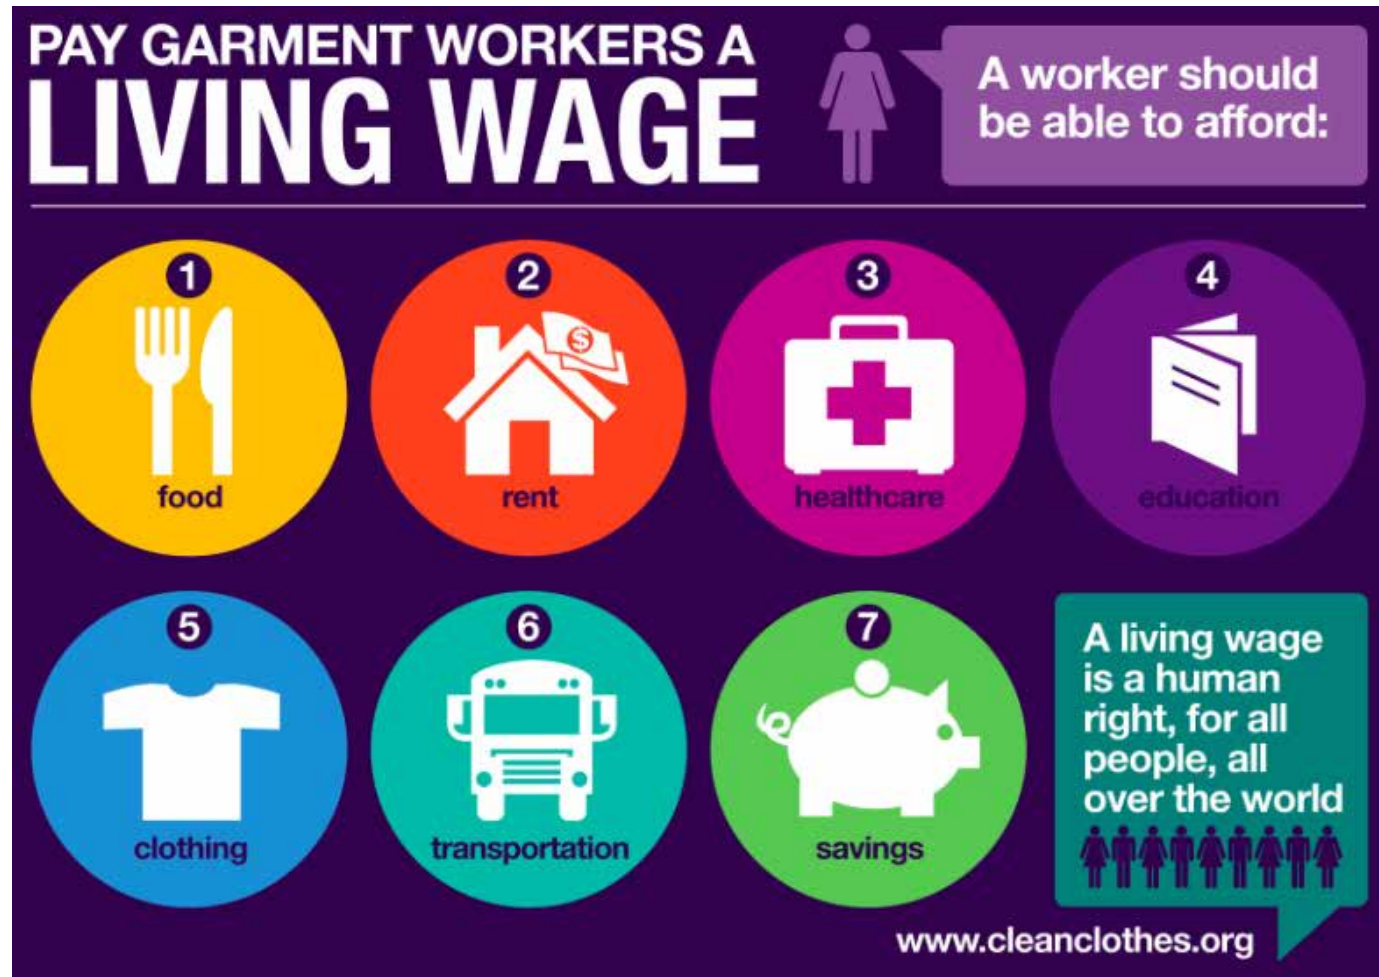 PAY GARMENT WORKERS A
LIVING WAGE
A worker should
be able to afford:
1
food
2
$
rent
3
healthcare
4
education
5
clothing
6
transportation
7
savings
A living wage
is a human
right, for all
people, all
over the world
www.cleanclothes.org